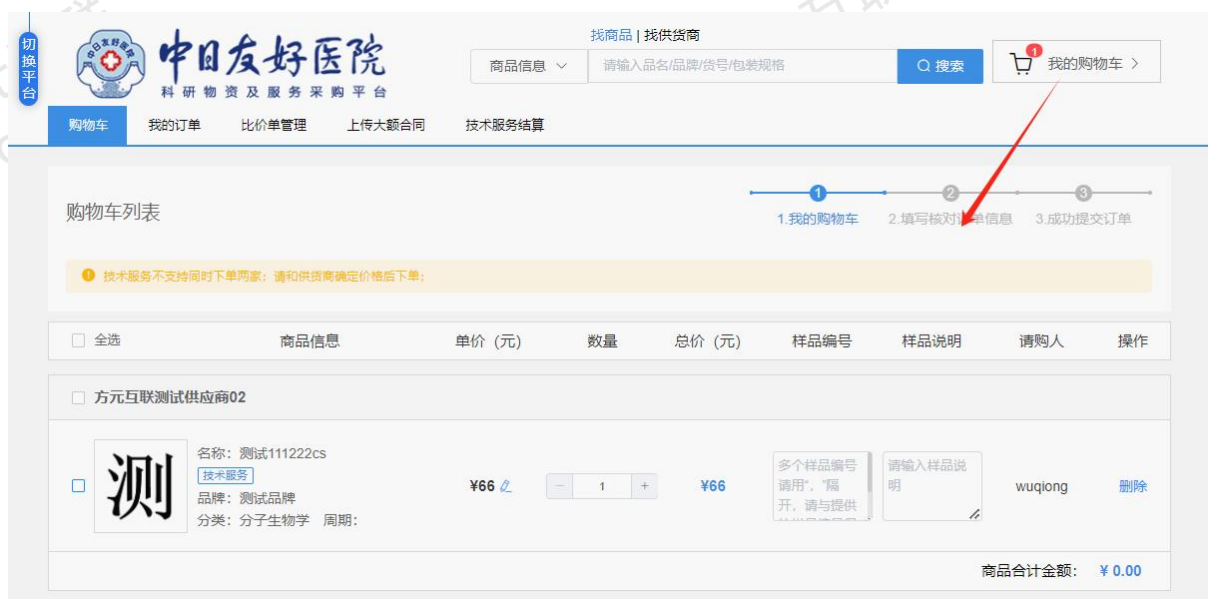 切换平台
中日友好医院
科研物资及服务采购平台
找商品 | 找供货商
商品信息
请输入品名/品牌/货号/包装规格
搜索
1
我的购物车
购物车
我的订单
比价单管理
上传大额合同
技术服务结算
购物车列表
1
2
3
1.我的购物车
2.填写核对订单信息
3.成功提交订单
技术服务不支持同时下单两家；请和供货商确定价格后下单；
全选
商品信息
单价（元）
数量
总价（元）
样品编号
样品说明
请购人
操作
方元互联测试供应商02
测
名称：测试111222cs
技术服务
品牌：测试品牌
分类：分子生物学 周期：
¥66
1
¥66
多个样品编号
请用"，"隔
开，请与提供
请输入样品说
明
wuqiong
删除
商品合计金额：
¥ 0.00